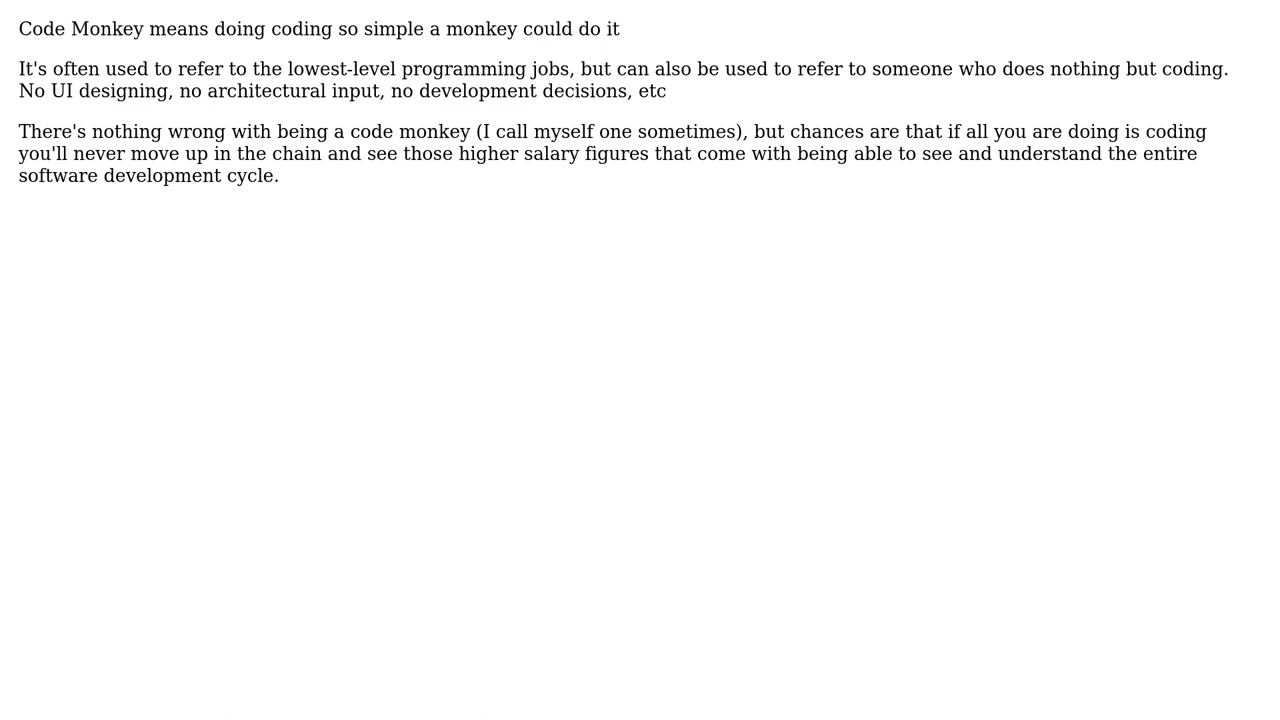 Code Monkey means doing coding so simple a monkey could do it
It's often used to refer to the lowest-level programming jobs, but can also be used to refer to someone who does nothing but coding.
No UI designing, no architectural input, no development decisions, etc
There's nothing wrong with being a code monkey (I call myself one sometimes), but chances are that if all you are doing is coding
you'll never move up in the chain and see those higher salary figures that come with being able to see and understand the entire
software development cycle.